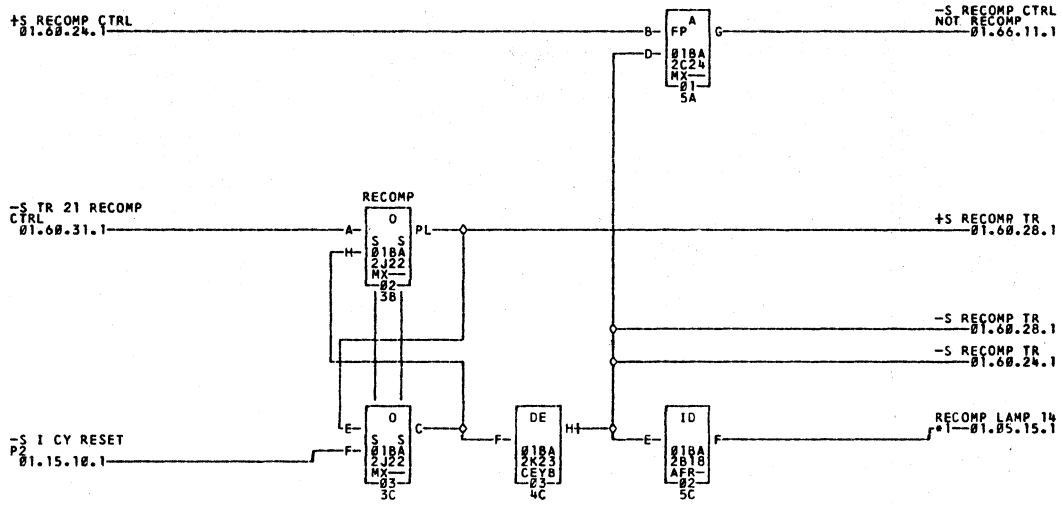 +S RECOMP CTRL
01.60.24.1
B
D
A
FP
01BA
2C24
MX—
01
5A
G
-S RECOMP CTRL
NOT RECOMP
01.66.11.1
-S TR 21 RECOMP
CTRL
01.60.31.1
RECOMP
A
H
O
S S
01BA
2J22
MX—
02
3B
PL
+S RECOMP TR
01.60.28.1
-S RECOMP TR
01.60.28.1
-S RECOMP TR
01.60.24.1
-S I CY RESET
P2
01.15.10.1
E
F
O
S S
01BA
2J22
MX—
03
3C
C
F
DE
01BA
2K23
CEYB
03
4C
H
E
ID
01BA
2B18
AFR-
02
5C
F
RECOMP LAMP 14
*1—01.05.15.1